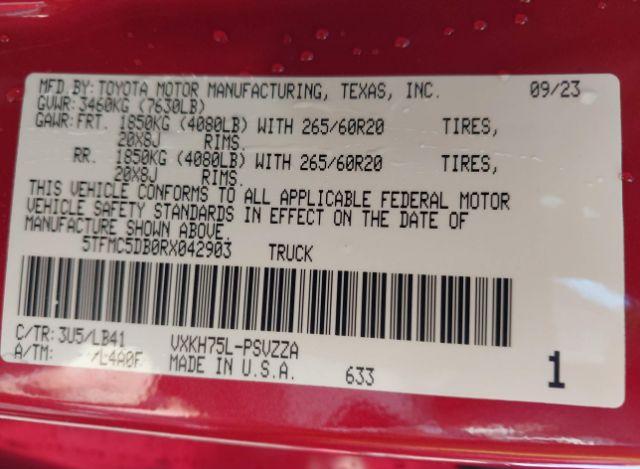 MFD.BY: TOYOTA MOTOR MANUFACTURING, TEXAS, INC. 09/23
GVWR: 3460KG (7630LB)
GAWR: FRT. 1850KG (4080LB) WITH 265/60R20 TIRES,
20X8J RIMS.
RR. 1850KG (4080LB) WITH 265/60R20 TIRES,
20X8J RIMS.
THIS VEHICLE CONFORMS TO ALL APPLICABLE FEDERAL MOTOR
VEHICLE SAFETY STANDARDS IN EFFECT ON THE DATE OF
MANUFACTURE SHOWN ABOVE.
5TFMC5DB0RX042903 TRUCK
C/TR: 3U5/LB41 VXKH75L-PSVZZA
A/TM: /L4A0F MADE IN U.S.A. 633 1